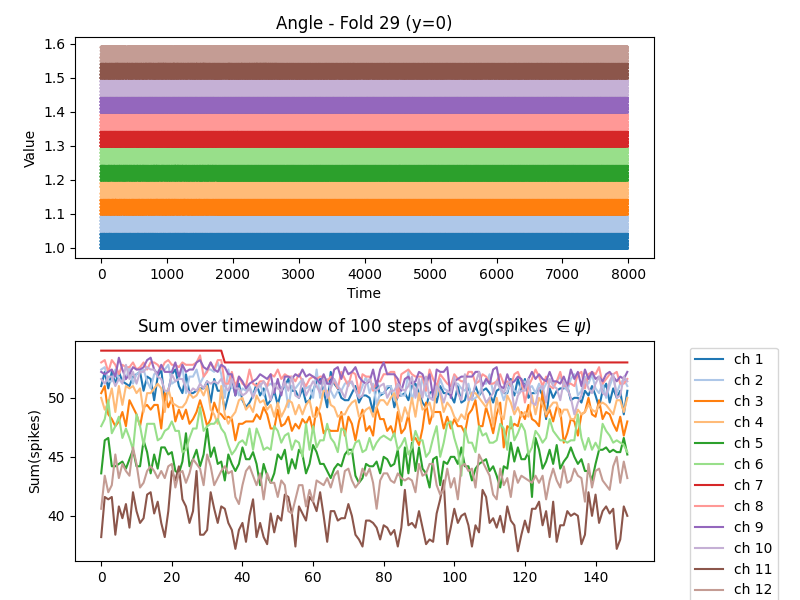 Angle - Fold 29 (y=0)
1.6
1.5
1.4
1.3
1.2
1.1
1.0
Value
0 1000 2000 3000 4000 5000 6000 7000 8000
Time
Sum over timewindow of 100 steps of avg(spikes ∈ψ)
50
45
40
Sum(spikes)
0 20 40 60 80 100 120 140
ch 1
ch 2
ch 3
ch 4
ch 5
ch 6
ch 7
ch 8
ch 9
ch 10
ch 11
ch 12